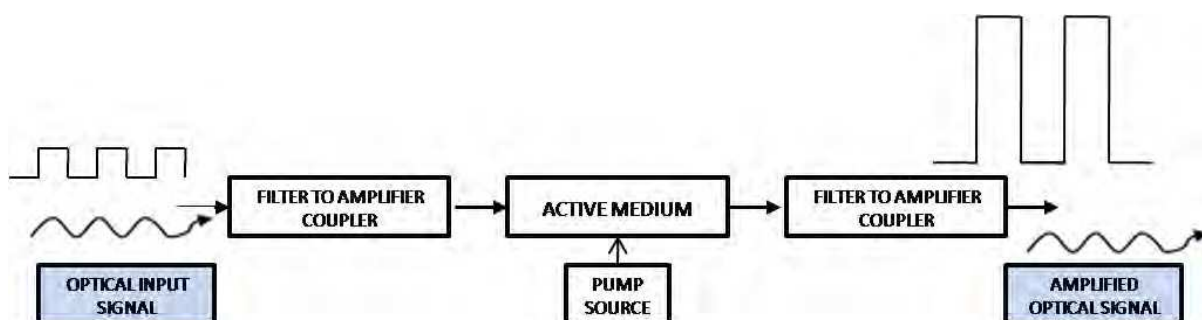 FILTER TO AMPLIFIER
COUPLER
ACTIVE MEDIUM
FILTER TO AMPLIFIER
COUPLER
OPTICAL INPUT
SIGNAL
PUMP
SOURCE
AMPLIFIED
OPTICAL SIGNAL